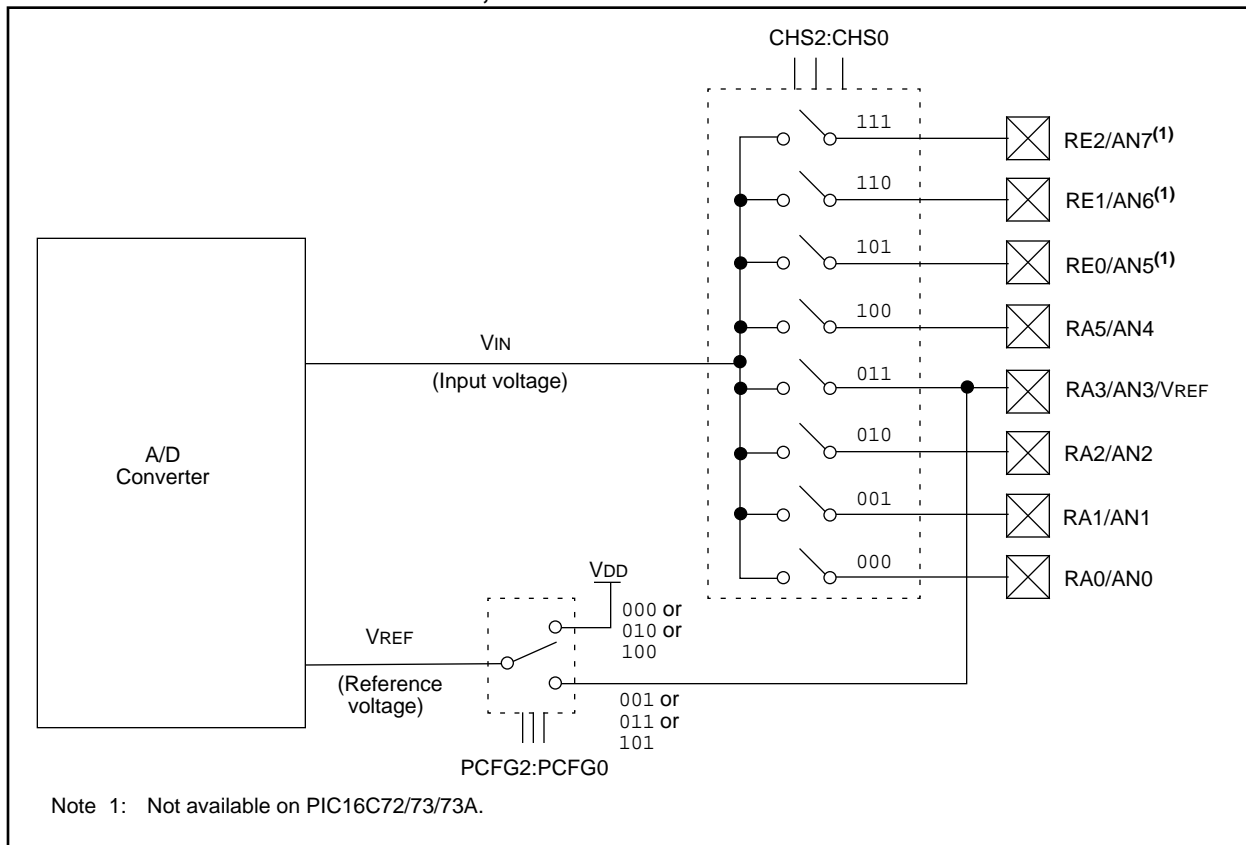 CHS2:CHS0
111
RE2/AN7(1)
110
RE1/AN6(1)
101
RE0/AN5(1)
100
RA5/AN4
VIN
(Input voltage)
011
RA3/AN3/VREF
A/D
Converter
010
RA2/AN2
001
RA1/AN1
000
RA0/AN0
VDD
000 or
010 or
100
VREF
(Reference
voltage)
001 or
011 or
101
PCFG2:PCFG0
Note 1: Not available on PIC16C72/73/73A.